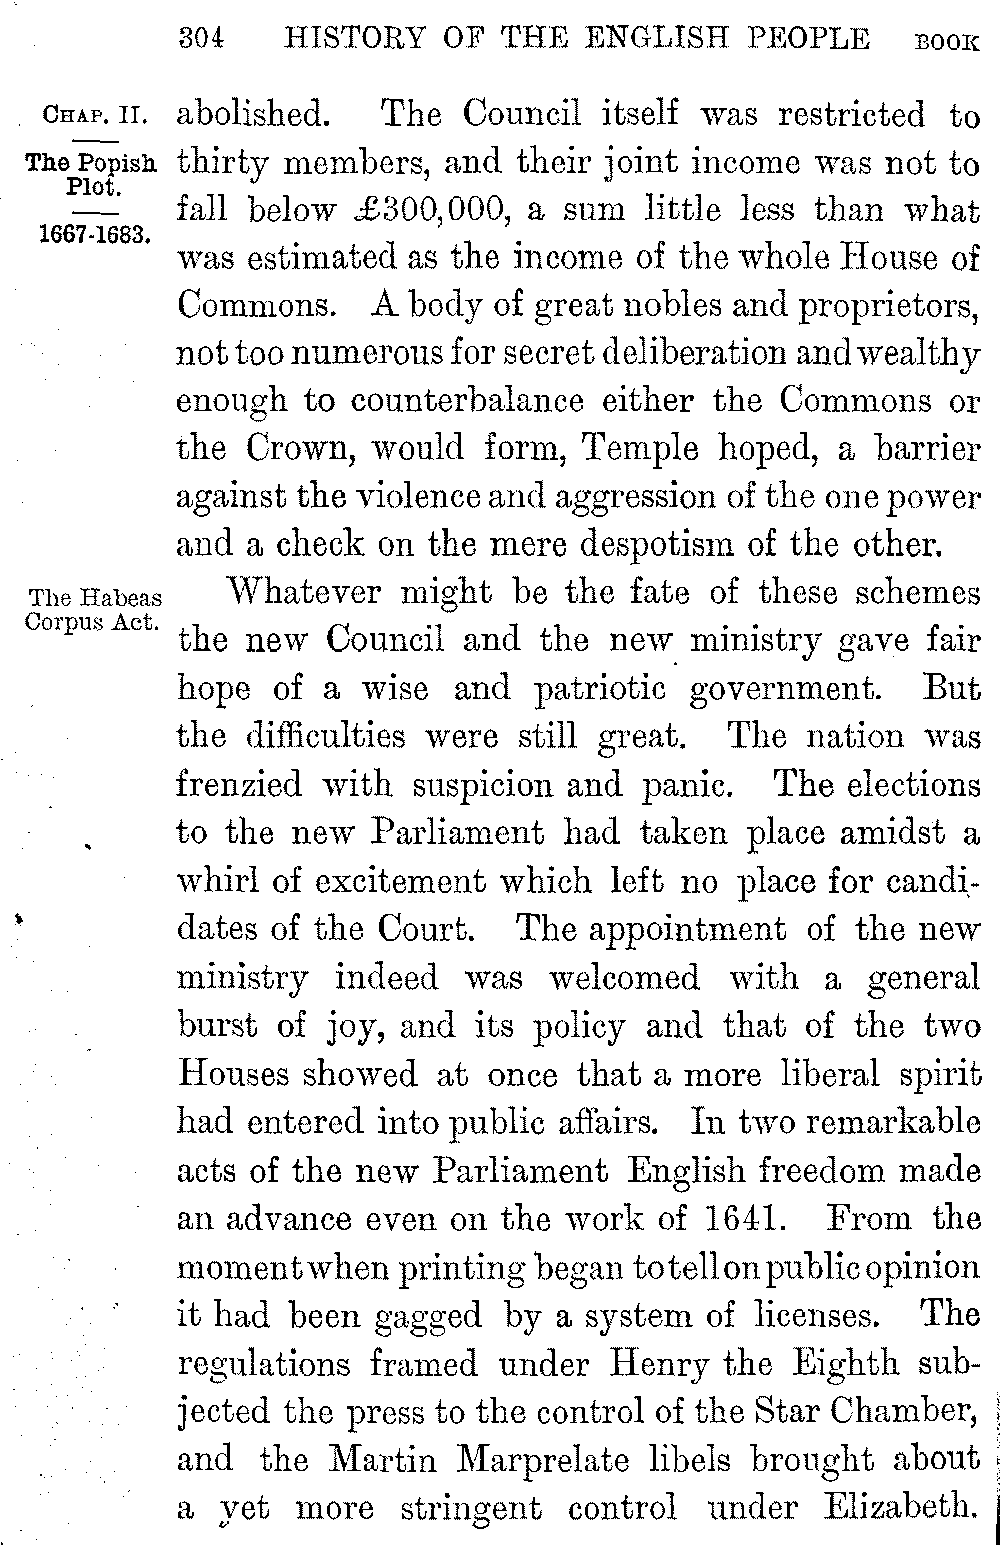 304 HISTORY OF THE ENGLISH PEOPLE BOOK
CHAP. II.
The Popish
Plot.
1667-1683.
abolished. The Council itself was restricted to
thirty members, and their joint income was not to
fall below £300,000, a sum little less than what
was estimated as the income of the whole House of
Commons. A body of great nobles and proprietors,
not too numerous for secret deliberation and wealthy
enough to counterbalance either the Commons or
the Crown, would form, Temple hoped, a barrier
against the violence and aggression of the one power
and a check on the mere despotism of the other.
The Habeas
Corpus Act.
Whatever might be the fate of these schemes
the new Council and the new ministry gave fair
hope of a wise and patriotic government. But
the difficulties were still great. The nation was
frenzied with suspicion and panic. The elections
to the new Parliament had taken place amidst a
whirl of excitement which left no place for candi-
dates of the Court. The appointment of the new
ministry indeed was welcomed with a general
burst of joy, and its policy and that of the two
Houses showed at once that a more liberal spirit
had entered into public affairs. In two remarkable
acts of the new Parliament English freedom made
an advance even on the work of 1641. From the
moment when printing began to tell on public opinion
it had been gagged by a system of licenses. The
regulations framed under Henry the Eighth sub-
jected the press to the control of the Star Chamber,
and the Martin Marprelate libels brought about
a yet more stringent control under Elizabeth.